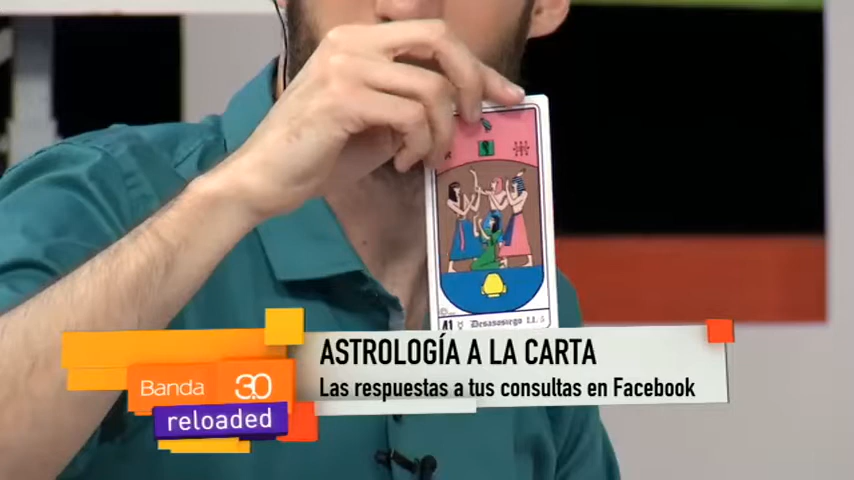 41
Desasosiego
ASTROLOGÍA A LA CARTA
Las respuestas a tus consultas en Facebook
Banda 3.0
reloaded